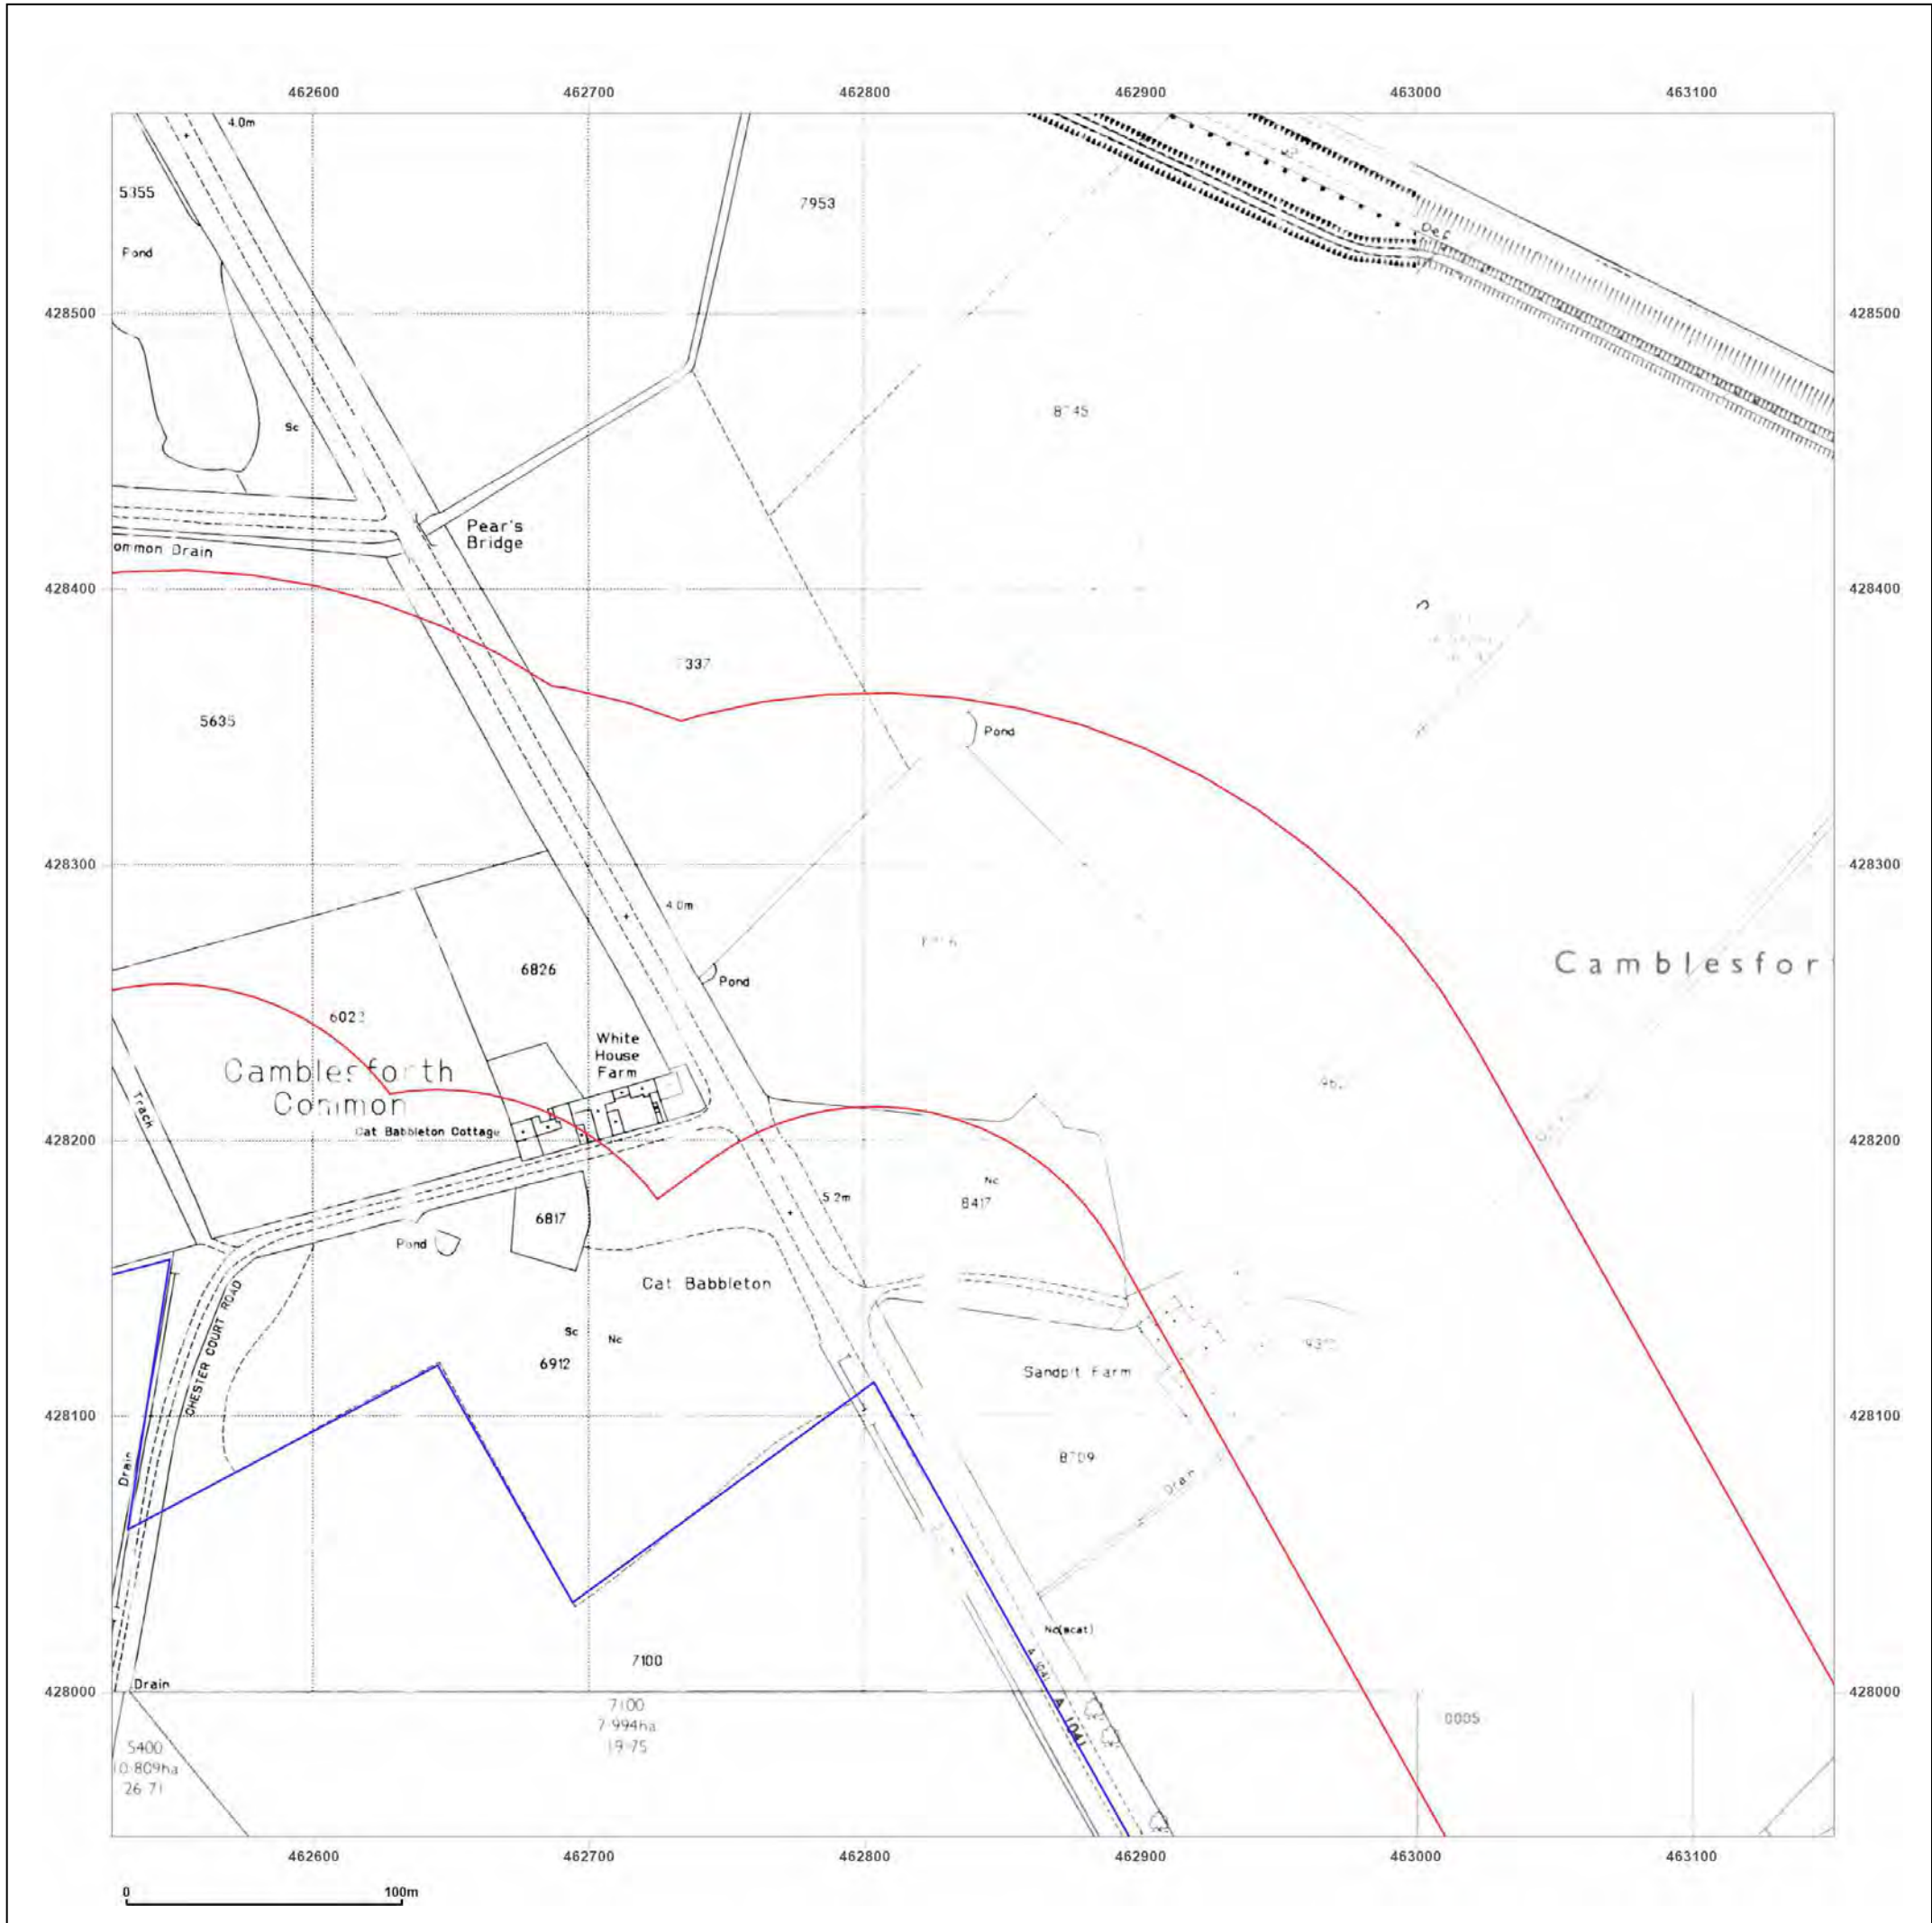 462600
462700
462800
462900
463000
463100
4.0m
5355
7953
Pond
Def
428500
428500
8745
Sc
Pear's
Bridge
ommon Drain
428400
428400
337
5635
Pond
428300
428300
4.0m
Camblesfor
6826
Pond
602
White
House
Farm
Camblesforth
Common
Track
Cat Babbleton Cottage
428200
428200
Nc
8417
5.2m
6817
Pond
Cat Babbleton
CHESTER COURT ROAD
Sc
Nc
6912
Sandpit Farm
428100
428100
8709
Drain
Drain
Nc(scat)
7100
A 1041
Drain
428000
428000
7100
7.994ha
19.75
A 1041
0005
5400
10.809ha
26.71
462600
462700
462800
462900
463000
463100
0
100m